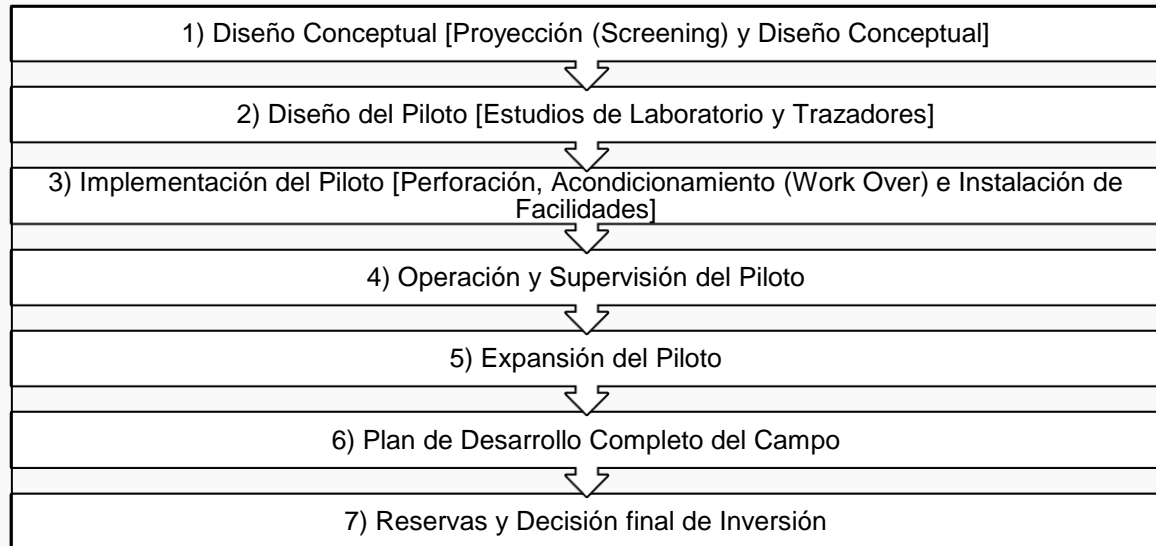 1) Diseño Conceptual [Proyección (Screening) y Diseño Conceptual]
2) Diseño del Piloto [Estudios de Laboratorio y Trazadores]
3) Implementación del Piloto [Perforación, Acondicionamiento (Work Over) e Instalación de
Facilidades]
4) Operación y Supervisión del Piloto
5) Expansión del Piloto
6) Plan de Desarrollo Completo del Campo
7) Reservas y Decisión final de Inversión